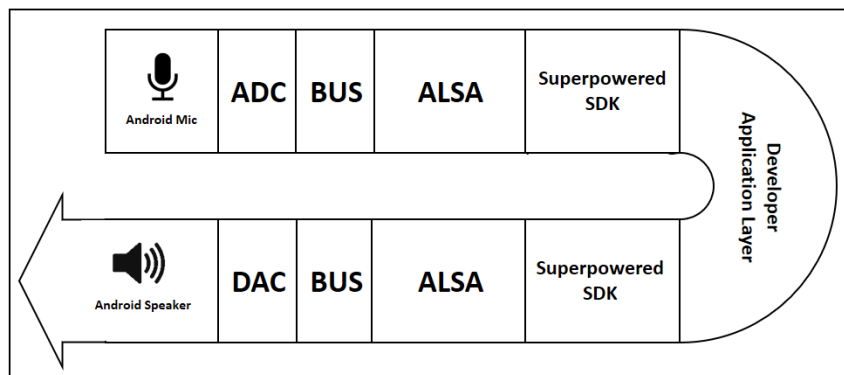 Android Mic
ADC
BUS
ALSA
Superpowered
SDK
Developer
Application Layer
Android Speaker
DAC
BUS
ALSA
Superpowered
SDK